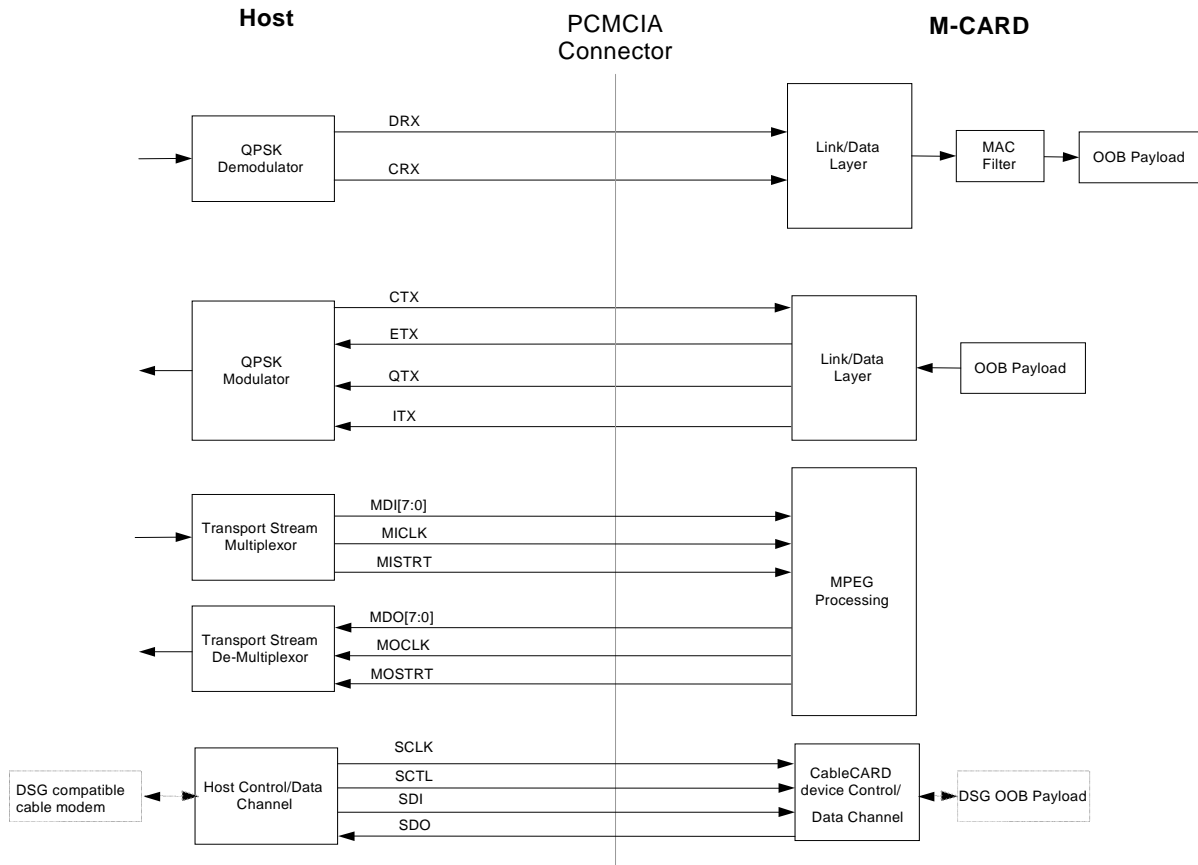 Host
PCMCIA
Connector
M-CARD
DRX
CRX
QPSK
Demodulator
Link/Data
Layer
MAC
Filter
OOB Payload
CTX
ETX
QTX
ITX
QPSK
Modulator
Link/Data
Layer
OOB Payload
MDI[7:0]
MICLK
MISTRT
Transport Stream
Multiplexor
MPEG
Processing
MDO[7:0]
MOCLK
MOSTRT
Transport Stream
De-Multiplexor
SCLK
SCTL
SDI
SDO
DSG compatible
cable modem
Host Control/Data
Channel
CableCARD
device Control/
Data Channel
DSG OOB Payload